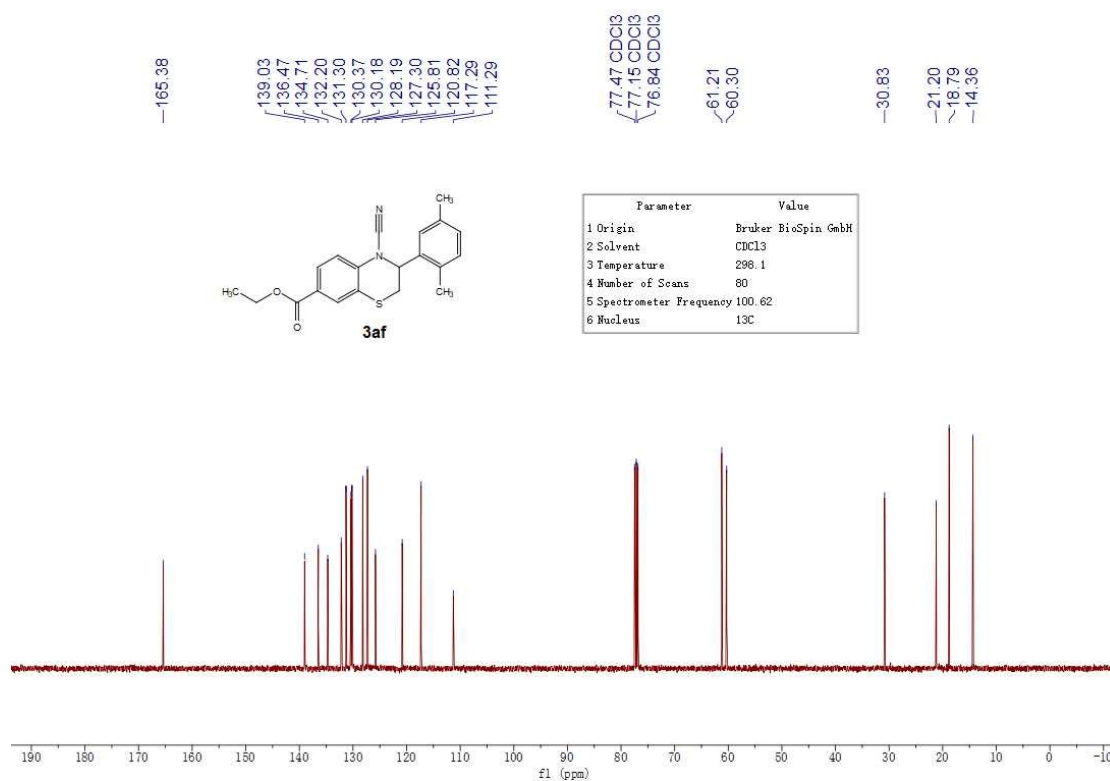 165.38
139.03
136.47
134.71
132.20
131.30
130.37
130.18
128.19
127.30
125.81
120.82
117.29
111.29
77.47 CDCl3
77.15 CDCl3
76.84 CDCl3
61.21
60.30
30.83
21.20
18.79
14.36
CH3
N
N
S
CH3
H3C
O
O
3af
Parameter Value
1 Origin Bruker BioSpin GmbH
2 Solvent CDCl3
3 Temperature 298.1
4 Number of Scans 80
5 Spectrometer Frequency 100.62
6 Nucleus 13C
190 180 170 160 150 140 130 120 110 100 90 80 70 60 50 40 30 20 10 0 -10
f1 (ppm)